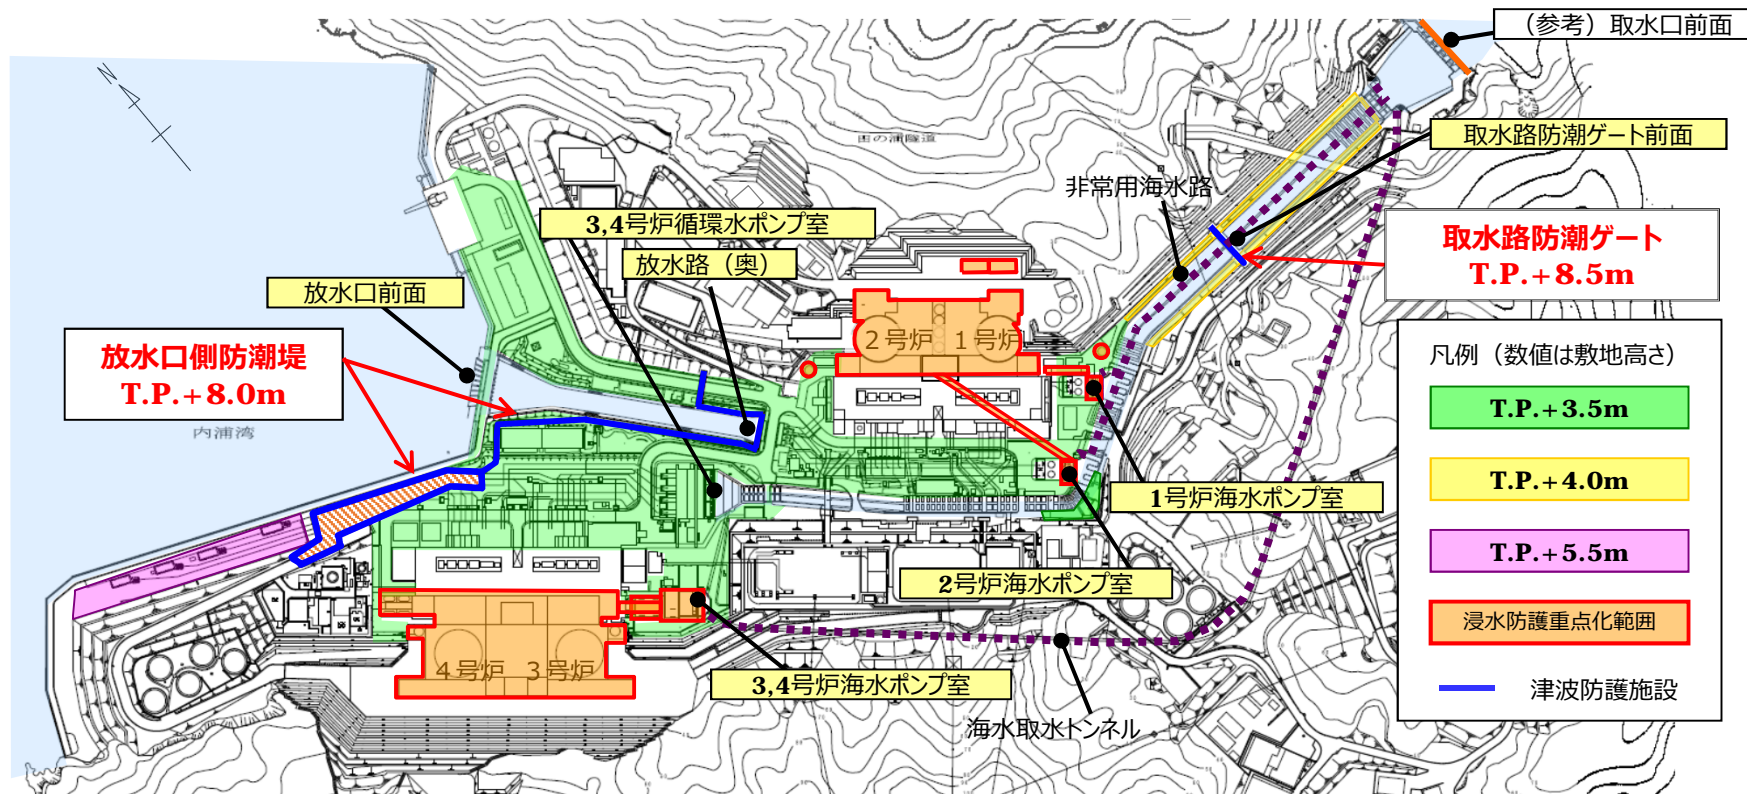 (参考)取水口前面
N
田の浦隧道
取水路防潮ゲート前面
非常用海水路
3,4号炉循環水ポンプ室
取水路防潮ゲート
T.P.+8.5m
放水路(奥)
放水口前面
2号炉 1号炉
放水口側防潮堤
T.P.+8.0m
内浦湾
凡例(数値は敷地高さ)
T.P.+3.5m
T.P.+4.0m
T.P.+5.5m
浸水防護重点化範囲
津波防護施設
1号炉海水ポンプ室
2号炉海水ポンプ室
4号炉 3号炉
3,4号炉海水ポンプ室
海水取水トンネル